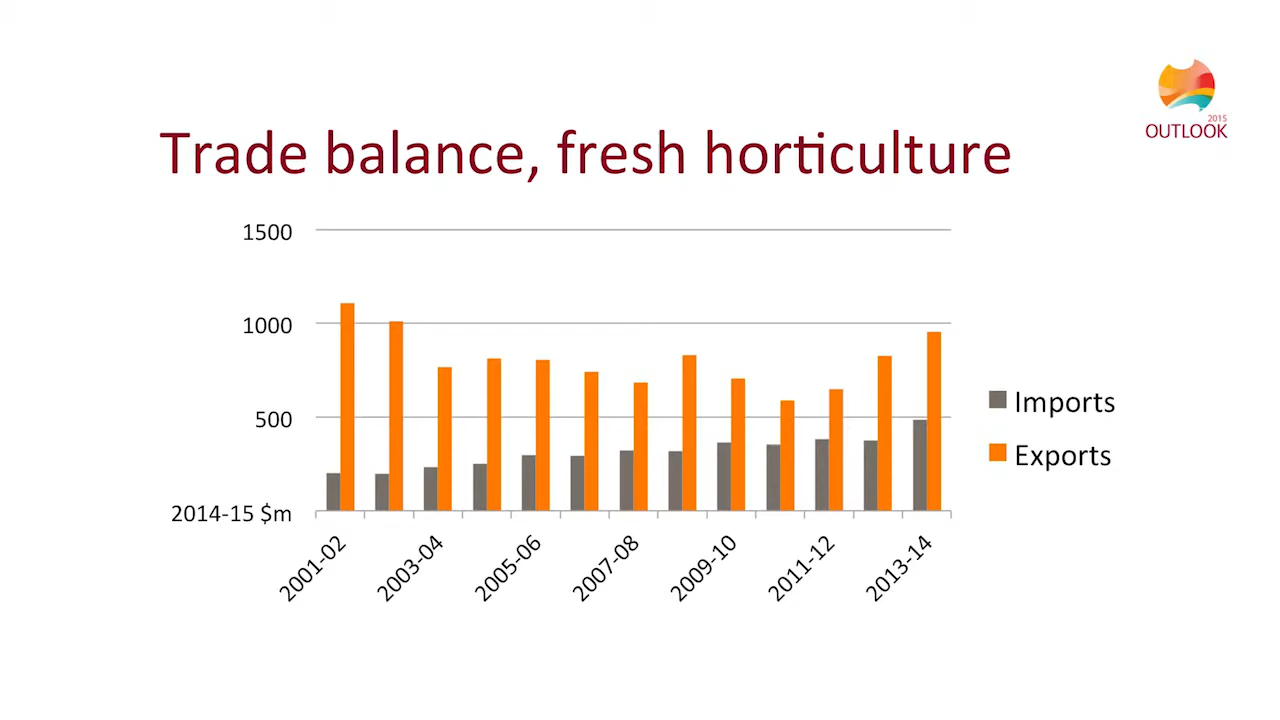 2015
OUTLOOK
Trade balance, fresh horticulture
1500
1000
500
2014-15 $m
2001-02
2003-04
2005-06
2007-08
2009-10
2011-12
2013-14
Imports
Exports